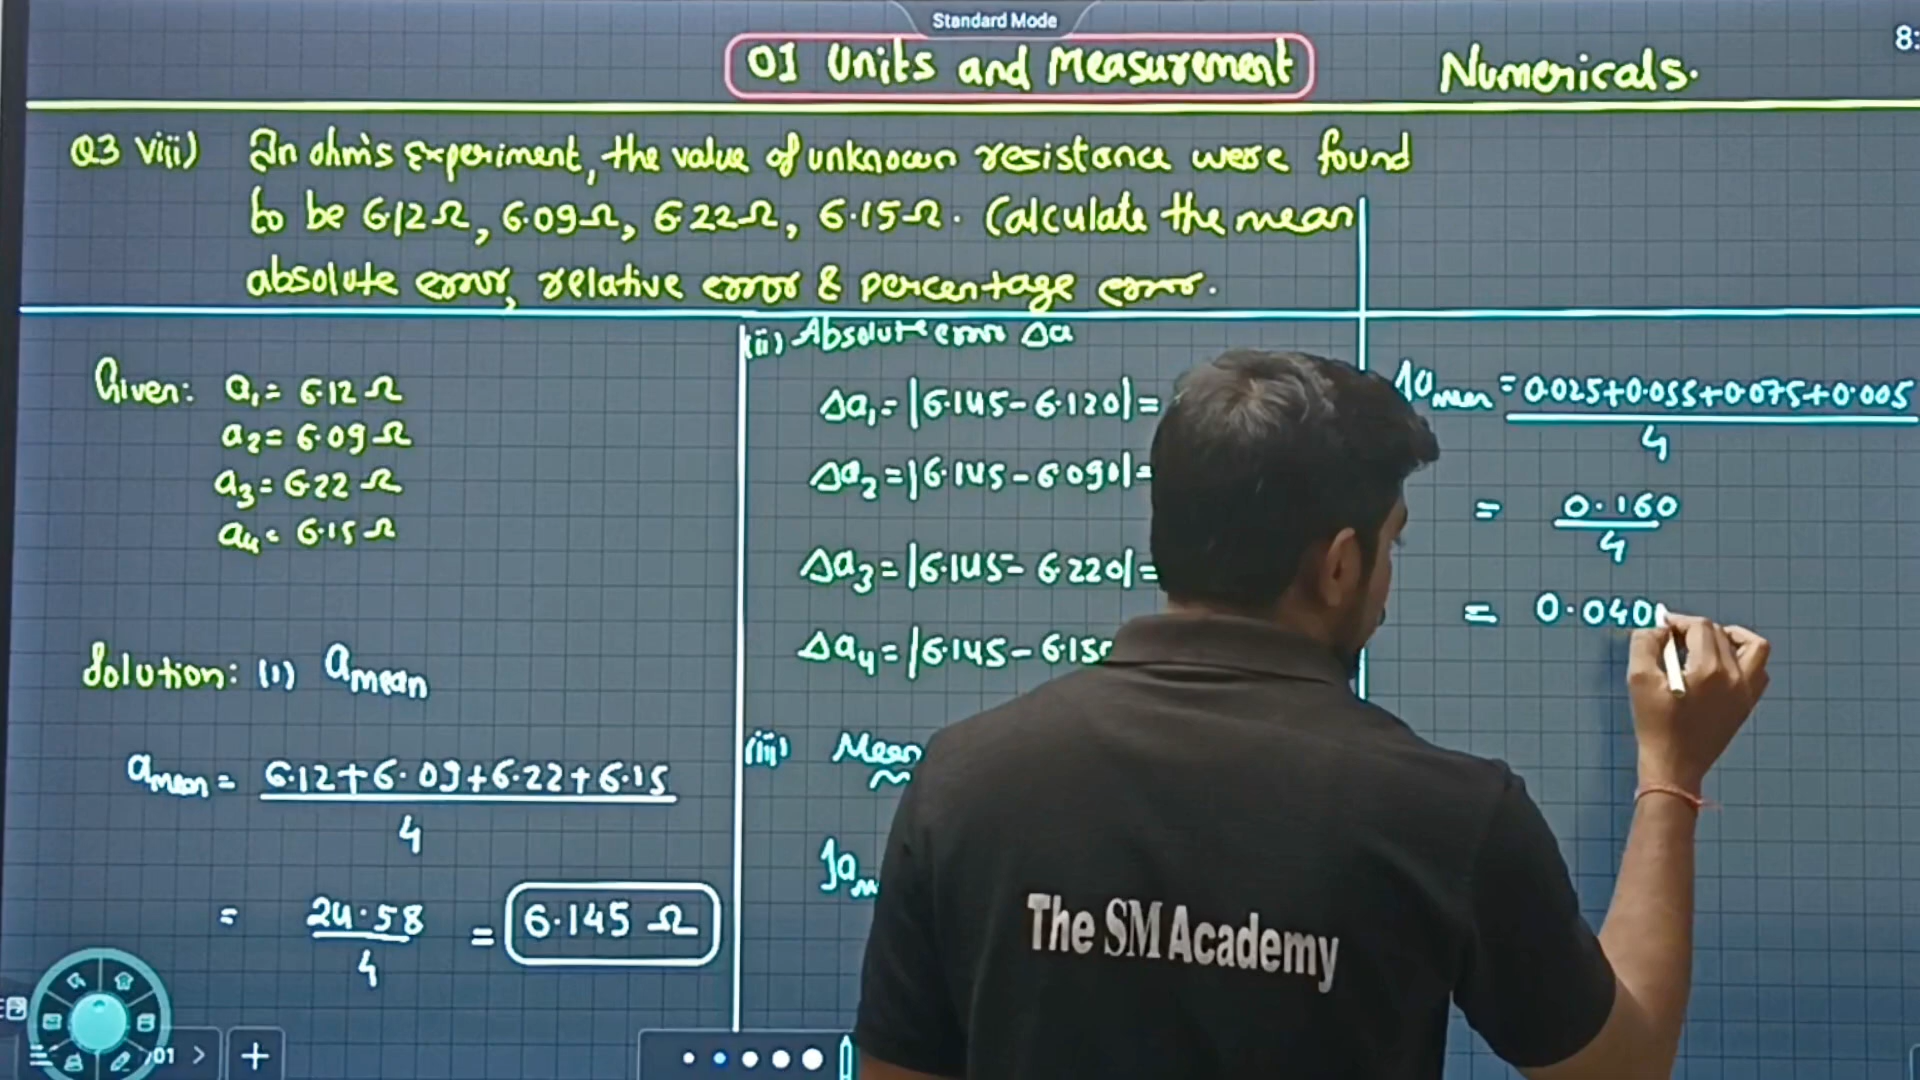 Standard Mode
8:
01 Units and Measurement Numericals.
Q3 viii) In ohm's experiment, the value of unknown resistance were found
to be 6.12Ω, 6.09Ω, 6.22Ω, 6.15Ω. Calculate the mean
absolute error, relative error & percentage error.
Given: a₁= 6.12 Ω
a₂= 6.09 Ω
a₃= 6.22 Ω
a₄= 6.15 Ω
Solution: (i) amean
amean = 6.12+6.09+6.22+6.15
4
= 24.58
4
= 6.145 Ω
(ii) Absolute error Δa
Δa₁= |6.145- 6.120| =
Δa₂= |6.145- 6.090| =
Δa₃= |6.145- 6.220| =
Δa₄= |6.145- 6.150
(iii) Mean
Δamean = 0.025+0.055+0.075+0.005
4
= 0.160
4
= 0.040
The SM Academy
/01 > +